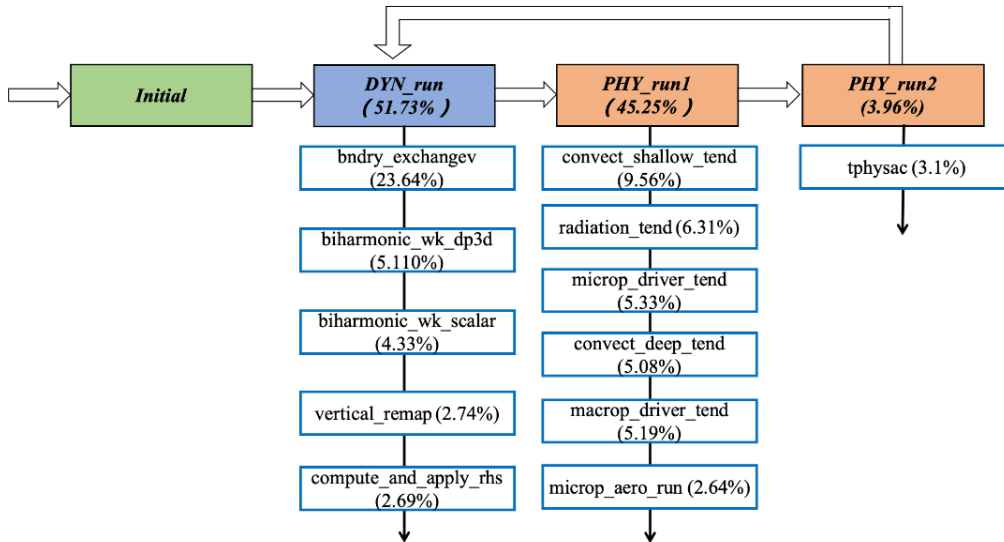 Initial
DYN_run
( 51.73% )
PHY_run1
( 45.25% )
PHY_run2
(3.96%)
bndry_exchangev
(23.64%)
biharmonic_wk_dp3d
(5.110%)
biharmonic_wk_scalar
(4.33%)
vertical_remap (2.74%)
compute_and_apply_rhs
(2.69%)
convect_shallow_tend
(9.56%)
radiation_tend (6.31%)
microp_driver_tend
(5.33%)
convect_deep_tend
(5.08%)
macrop_driver_tend
(5.19%)
microp_aero_run (2.64%)
tphysac (3.1%)